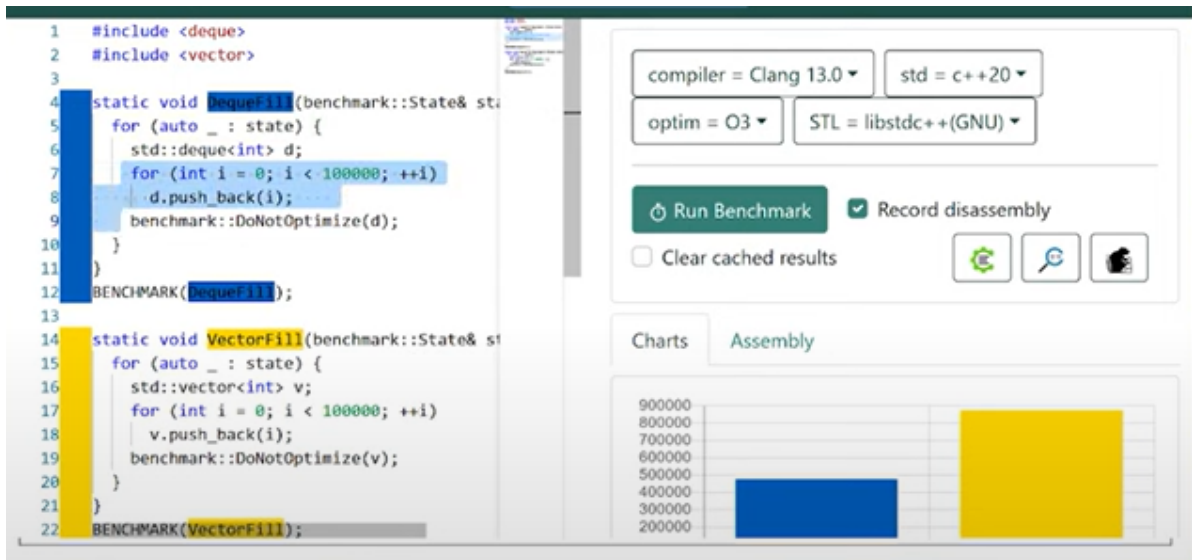 1 #include <deque>
2 #include <vector>
3
4 static void DequeFill(benchmark::State& sta
5 for (auto _ : state) {
6 std::deque<int> d;
7 for (int i = 0; i < 100000; ++i)
8 d.push_back(i);
9 benchmark::DoNotOptimize(d);
10 }
11 }
12 BENCHMARK(DequeFill);
13
14 static void VectorFill(benchmark::State& st
15 for (auto _ : state) {
16 std::vector<int> v;
17 for (int i = 0; i < 100000; ++i)
18 v.push_back(i);
19 benchmark::DoNotOptimize(v);
20 }
21 }
22 BENCHMARK(VectorFill);
compiler = Clang 13.0 std = c++20
optim = O3 STL = libstdc++(GNU)
Run Benchmark Record disassembly
Clear cached results
Charts Assembly
900000
800000
700000
600000
500000
400000
300000
200000